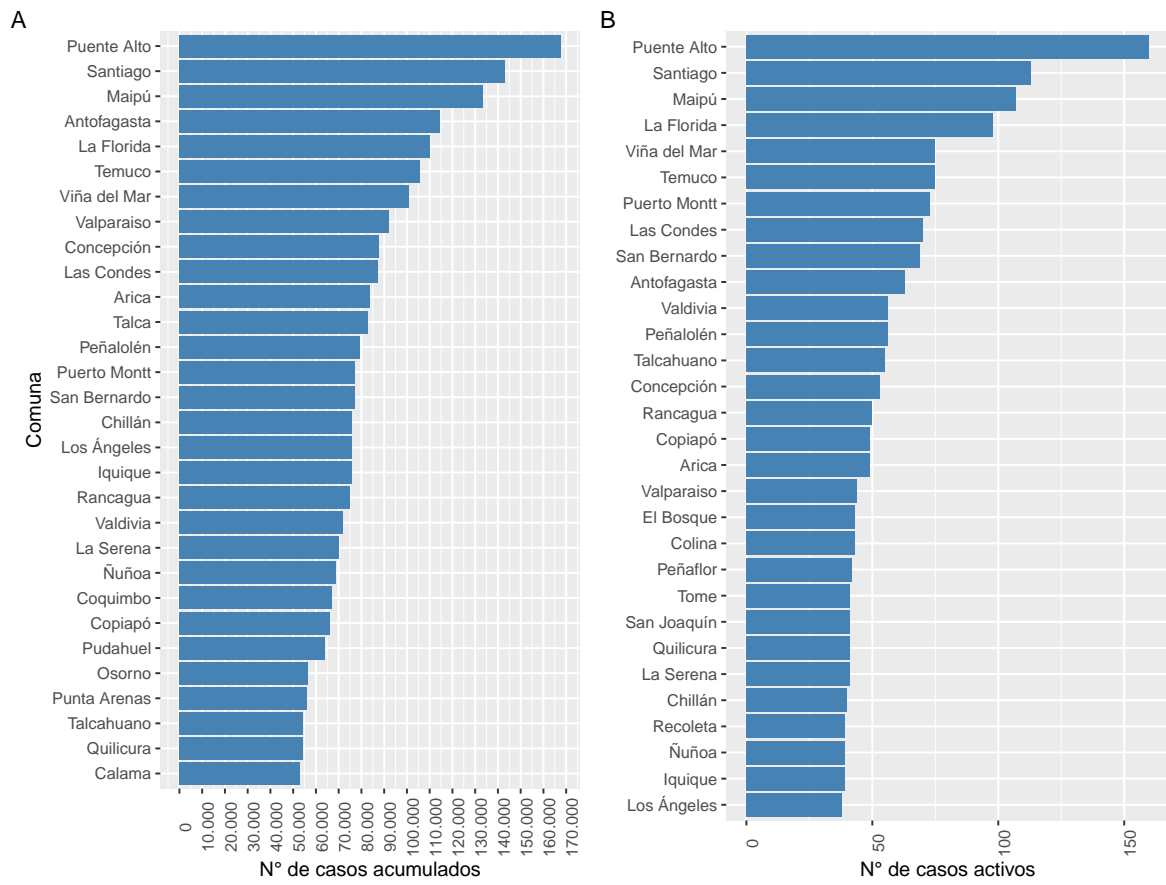 A
Puente Alto
Santiago
Maipú
Antofagasta
La Florida
Temuco
Viña del Mar
Valparaiso
Concepción
Las Condes
Arica
Talca
Peñalolén
Puerto Montt
San Bernardo
Chillán
Los Ángeles
Iquique
Rancagua
Valdivia
La Serena
Ñuñoa
Coquimbo
Copiapó
Pudahuel
Osorno
Punta Arenas
Talcahuano
Quilicura
Calama
Comuna
0
10.000
20.000
30.000
40.000
50.000
60.000
70.000
80.000
90.000
100.000
110.000
120.000
130.000
140.000
150.000
160.000
170.000
N° de casos acumulados
B
Puente Alto
Santiago
Maipú
La Florida
Viña del Mar
Temuco
Puerto Montt
Las Condes
San Bernardo
Antofagasta
Valdivia
Peñalolén
Talcahuano
Concepción
Rancagua
Copiapó
Arica
Valparaiso
El Bosque
Colina
Peñaflor
Tome
San Joaquín
Quilicura
La Serena
Chillán
Recoleta
Ñuñoa
Iquique
Los Ángeles
0
50
100
150
N° de casos activos